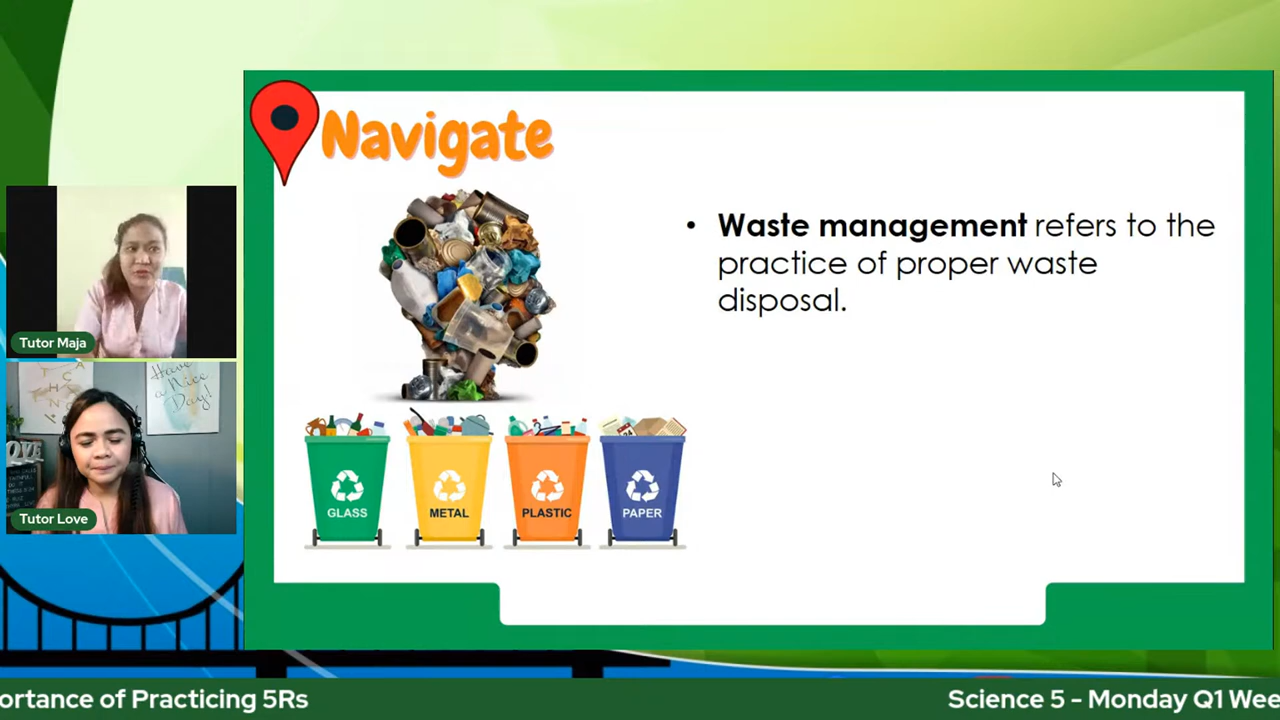 Navigate
• Waste management refers to the
practice of proper waste
disposal.
GLASS
METAL
PLASTIC
PAPER
Tutor Maja
Have
a Nice
Day!
Tutor Love
ortance of Practicing 5Rs
Science 5 - Monday Q1 Wee